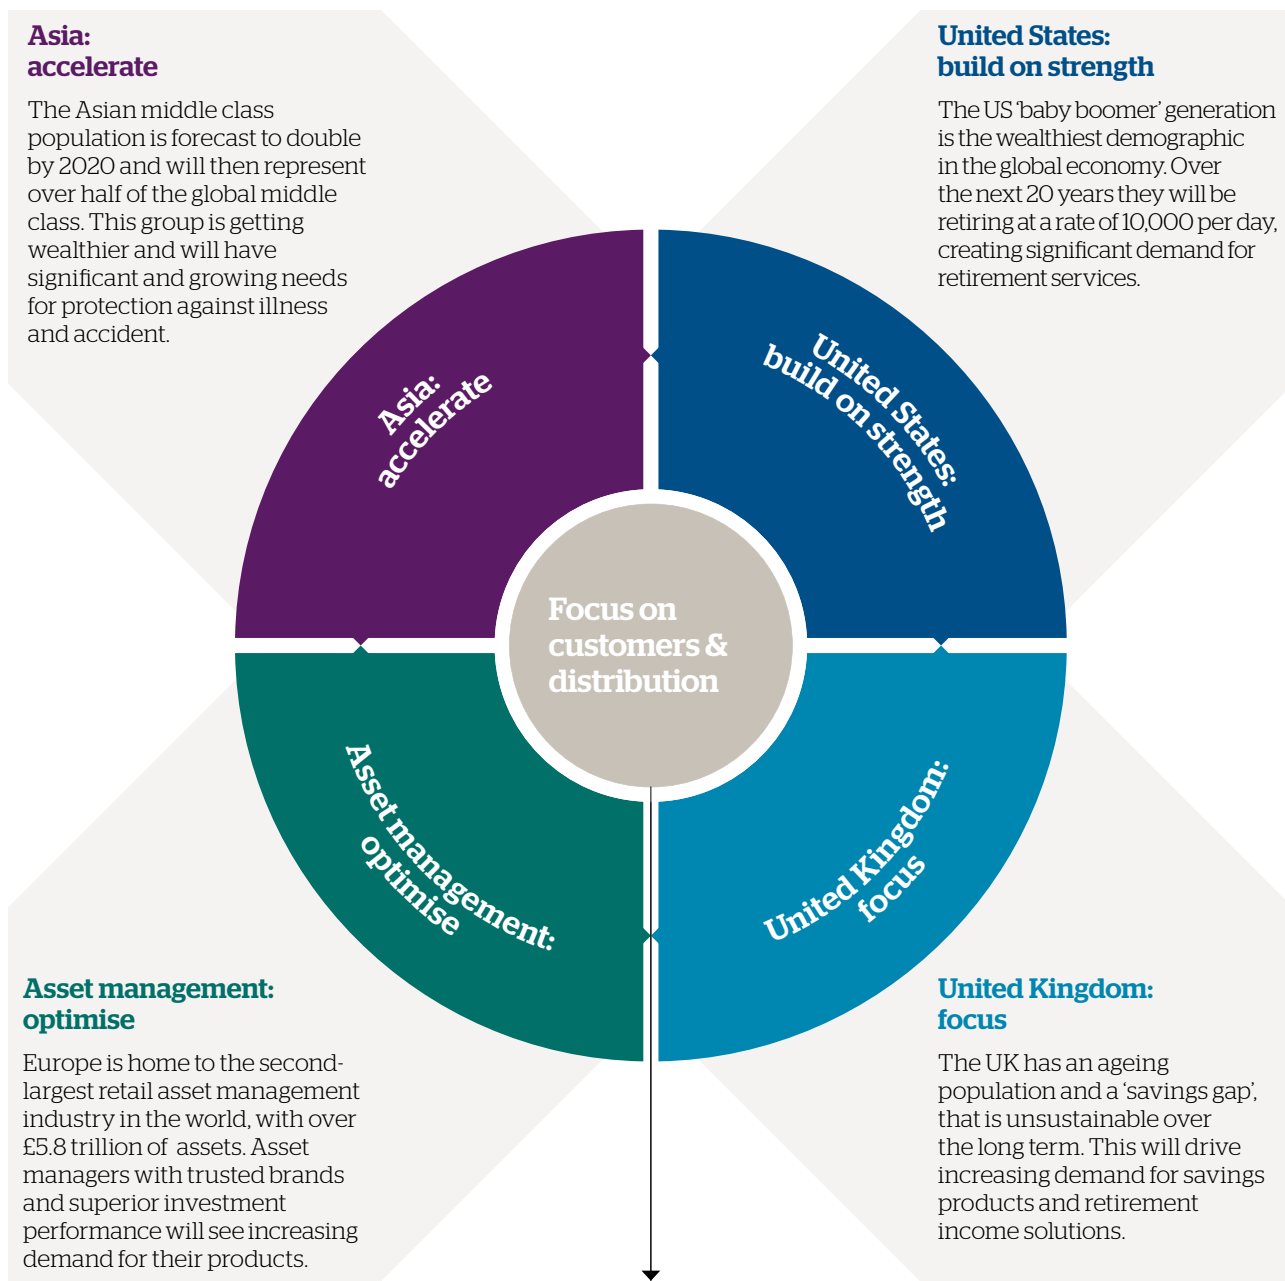 Asia:
accelerate
The Asian middle class
population is forecast to double
by 2020 and will then represent
over half of the global middle
class. This group is getting
wealthier and will have
significant and growing needs
for protection against illness
and accident.
United States:
build on strength
The US ‘baby boomer’ generation
is the wealthiest demographic
in the global economy. Over
the next 20 years they will be
retiring at a rate of 10,000 per day,
creating significant demand for
retirement services.
Asia:
accelerate
United States:
build on strength
Focus on
customers &
distribution
Asset management:
optimise
United Kingdom:
focus
Asset management:
optimise
Europe is home to the second-
largest retail asset management
industry in the world, with over
£5.8 trillion of assets. Asset
managers with trusted brands
and superior investment
performance will see increasing
demand for their products.
United Kingdom:
focus
The UK has an ageing
population and a ‘savings gap’,
that is unsustainable over
the long term. This will drive
increasing demand for savings
products and retirement
income solutions.